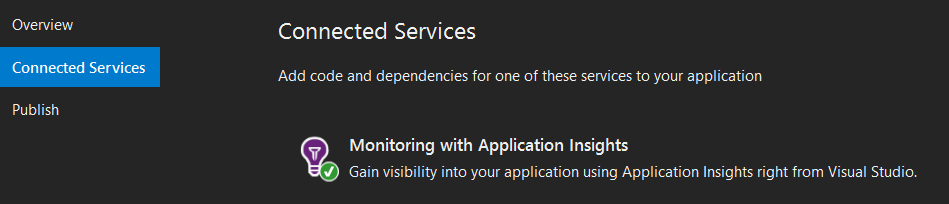 Overview
Connected Services
Publish
Connected Services
Add code and dependencies for one of these services to your application
Monitoring with Application Insights
Gain visibility into your application using Application Insights right from Visual Studio.